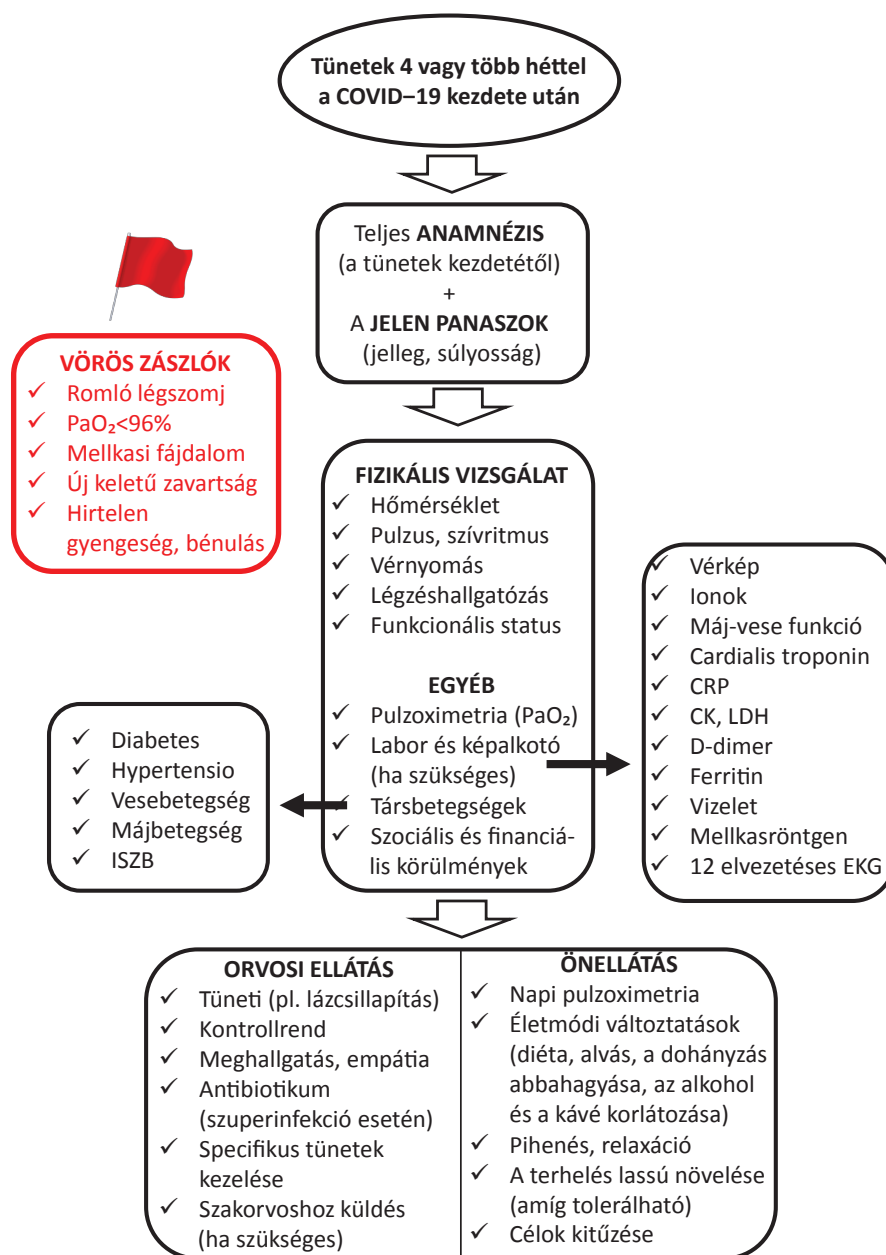 Tünetek 4 vagy több héttel
a COVID–19 kezdete után
Teljes ANAMNÉZIS
(a tünetek kezdetétől)
+
A JELEN PANASZOK
(jelleg, súlyosság)
VÖRÖS ZÁSZLÓK
✓ Romló légszomj
✓ PaO₂<96%
✓ Mellkasi fájdalom
✓ Új keletű zavartság
✓ Hirtelen
gyengeség, bénulás
FIZIKÁLIS VIZSGÁLAT
✓ Hőmérséklet
✓ Pulzus, szívritmus
✓ Vérnyomás
✓ Légzéshallgatózás
✓ Funkcionális status
EGYÉB
✓ Pulzoximetria (PaO₂)
✓ Labor és képalkotó
(ha szükséges)
✓ Társbetegségek
✓ Szociális és financiá-
lis körülmények
✓ Diabetes
✓ Hypertensio
✓ Vesebetegség
✓ Májbetegség
✓ ISZB
✓ Vérkép
✓ Ionok
✓ Máj-vese funkció
✓ Cardialis troponin
✓ CRP
✓ CK, LDH
✓ D-dimer
✓ Ferritin
✓ Vizelet
✓ Mellkasröntgen
✓ 12 elvezetéses EKG
ORVOSI ELLÁTÁS
✓ Tüneti (pl. lázcsillapítás)
✓ Kontrollrend
✓ Meghallgatás, empátia
✓ Antibiotikum
(szuperinfekció esetén)
✓ Specifikus tünetek
kezelése
✓ Szakorvoshoz küldés
(ha szükséges)
ÖNELLÁTÁS
✓ Napi pulzoximetria
✓ Életmódi változtatások
(diéta, alvás, a dohányzás
abbahagyása, az alkohol
és a kávé korlátozása)
✓ Pihenés, relaxáció
✓ A terhelés lassú növelése
(amíg tolerálható)
✓ Célok kitűzése